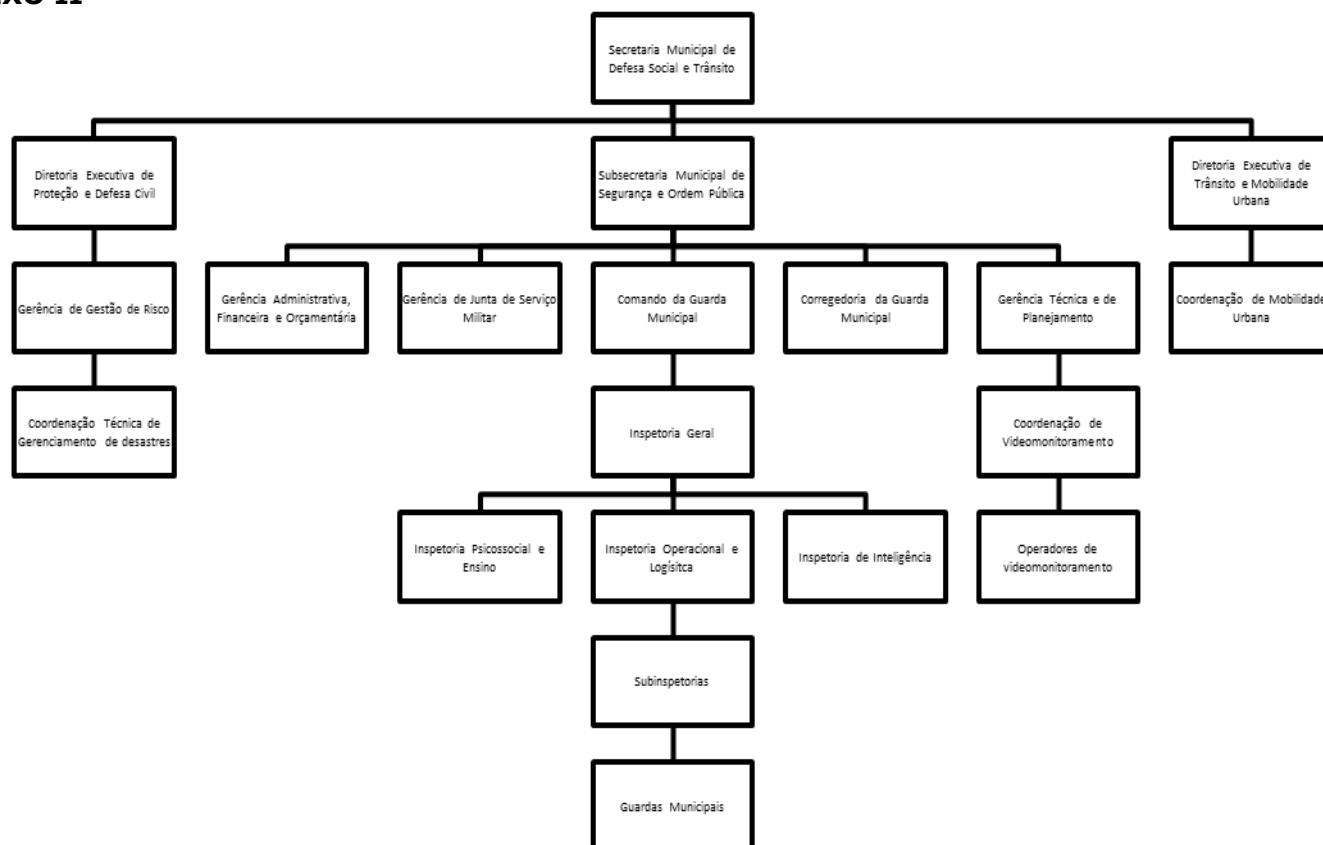 Secretaria Municipal de
Defesa Social e Trânsito
Diretoria Executiva de
Proteção e Defesa Civil
Subsecretaria Municipal de
Segurança e Ordem Pública
Diretoria Executiva de
Trânsito e Mobilidade
Urbana
Gerência de Gestão de Risco
Gerência Administrativa,
Financeira e Orçamentária
Gerência de Junta de Serviço
Militar
Comando da Guarda
Municipal
Corregedoria da Guarda
Municipal
Gerência Técnica e de
Planejamento
Coordenação de Mobilidade
Urbana
Coordenação Técnica de
Gerenciamento de desastres
Inspetoria Geral
Coordenação de
Videomonitoramento
Inspetoria Psicossocial e
Ensino
Inspetoria Operacional e
Logísitca
Inspetoria de Inteligência
Operadores de
videomonitoramento
Subinspetorias
Guardas Municipais